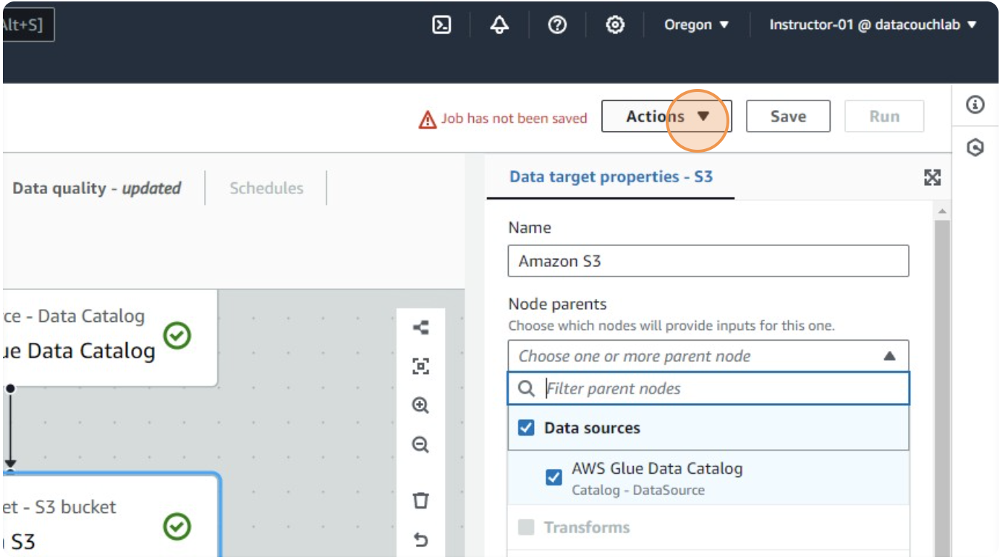 Alt+S]
Oregon ▼
Instructor-01 @ datacouchlab ▼
Job has not been saved
Actions ▼
Save
Run
Data quality - updated
Schedules
Data target properties - S3
Name
Amazon S3
Node parents
Choose which nodes will provide inputs for this one.
Choose one or more parent node
Filter parent nodes
Data sources
AWS Glue Data Catalog
Catalog - DataSource
Transforms
rce - Data Catalog
ue Data Catalog
et - S3 bucket
S3